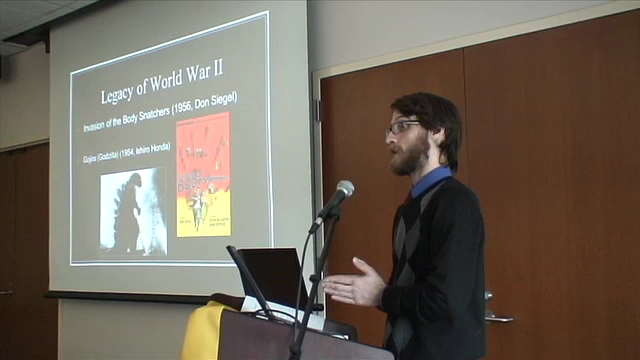 Legacy of World War II
Invasion of the Body Snatchers (1956, Don Siegel)
Gojira (Godzilla) (1954, Ishiro Honda)